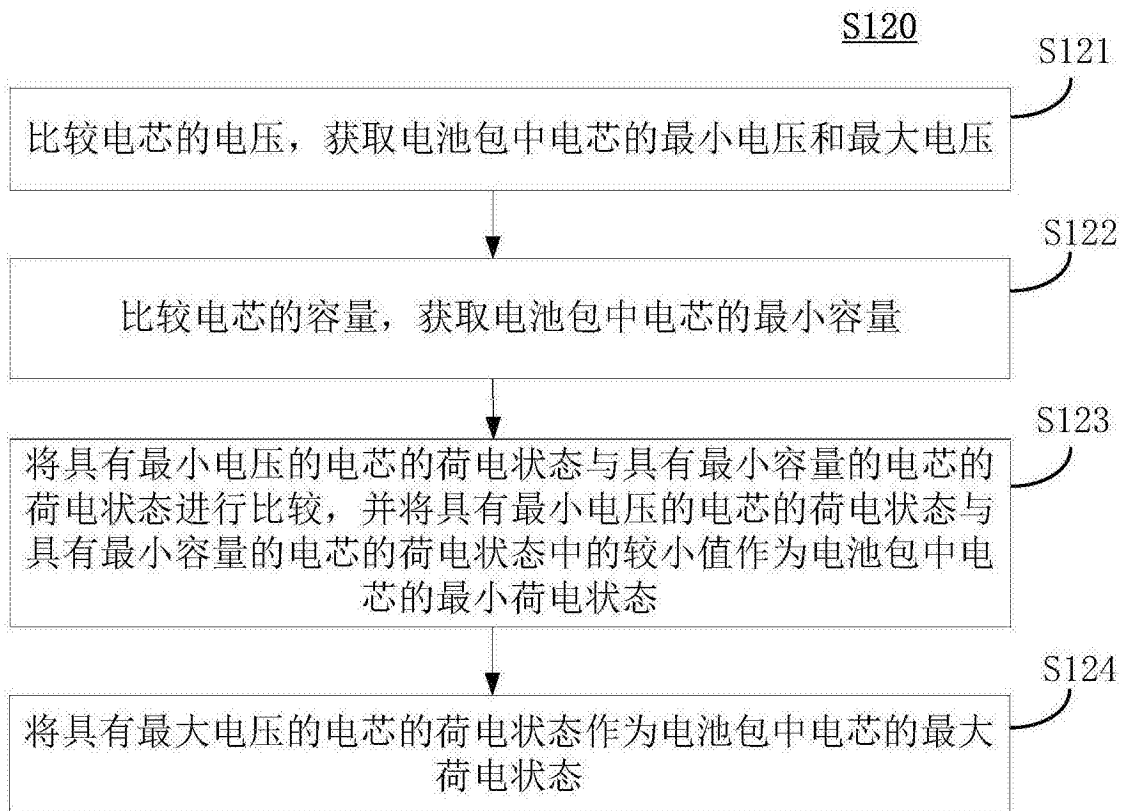 S120
S121
比较电芯的电压，获取电池包中电芯的最小电压和最大电压
S122
比较电芯的容量，获取电池包中电芯的最小容量
S123
将具有最小电压的电芯的荷电状态与具有最小容量的电芯的
荷电状态进行比较，并将具有最小电压的电芯的荷电状态与
具有最小容量的电芯的荷电状态中的较小值作为电池包中电
芯的最小荷电状态
S124
将具有最大电压的电芯的荷电状态作为电池包中电芯的最大
荷电状态